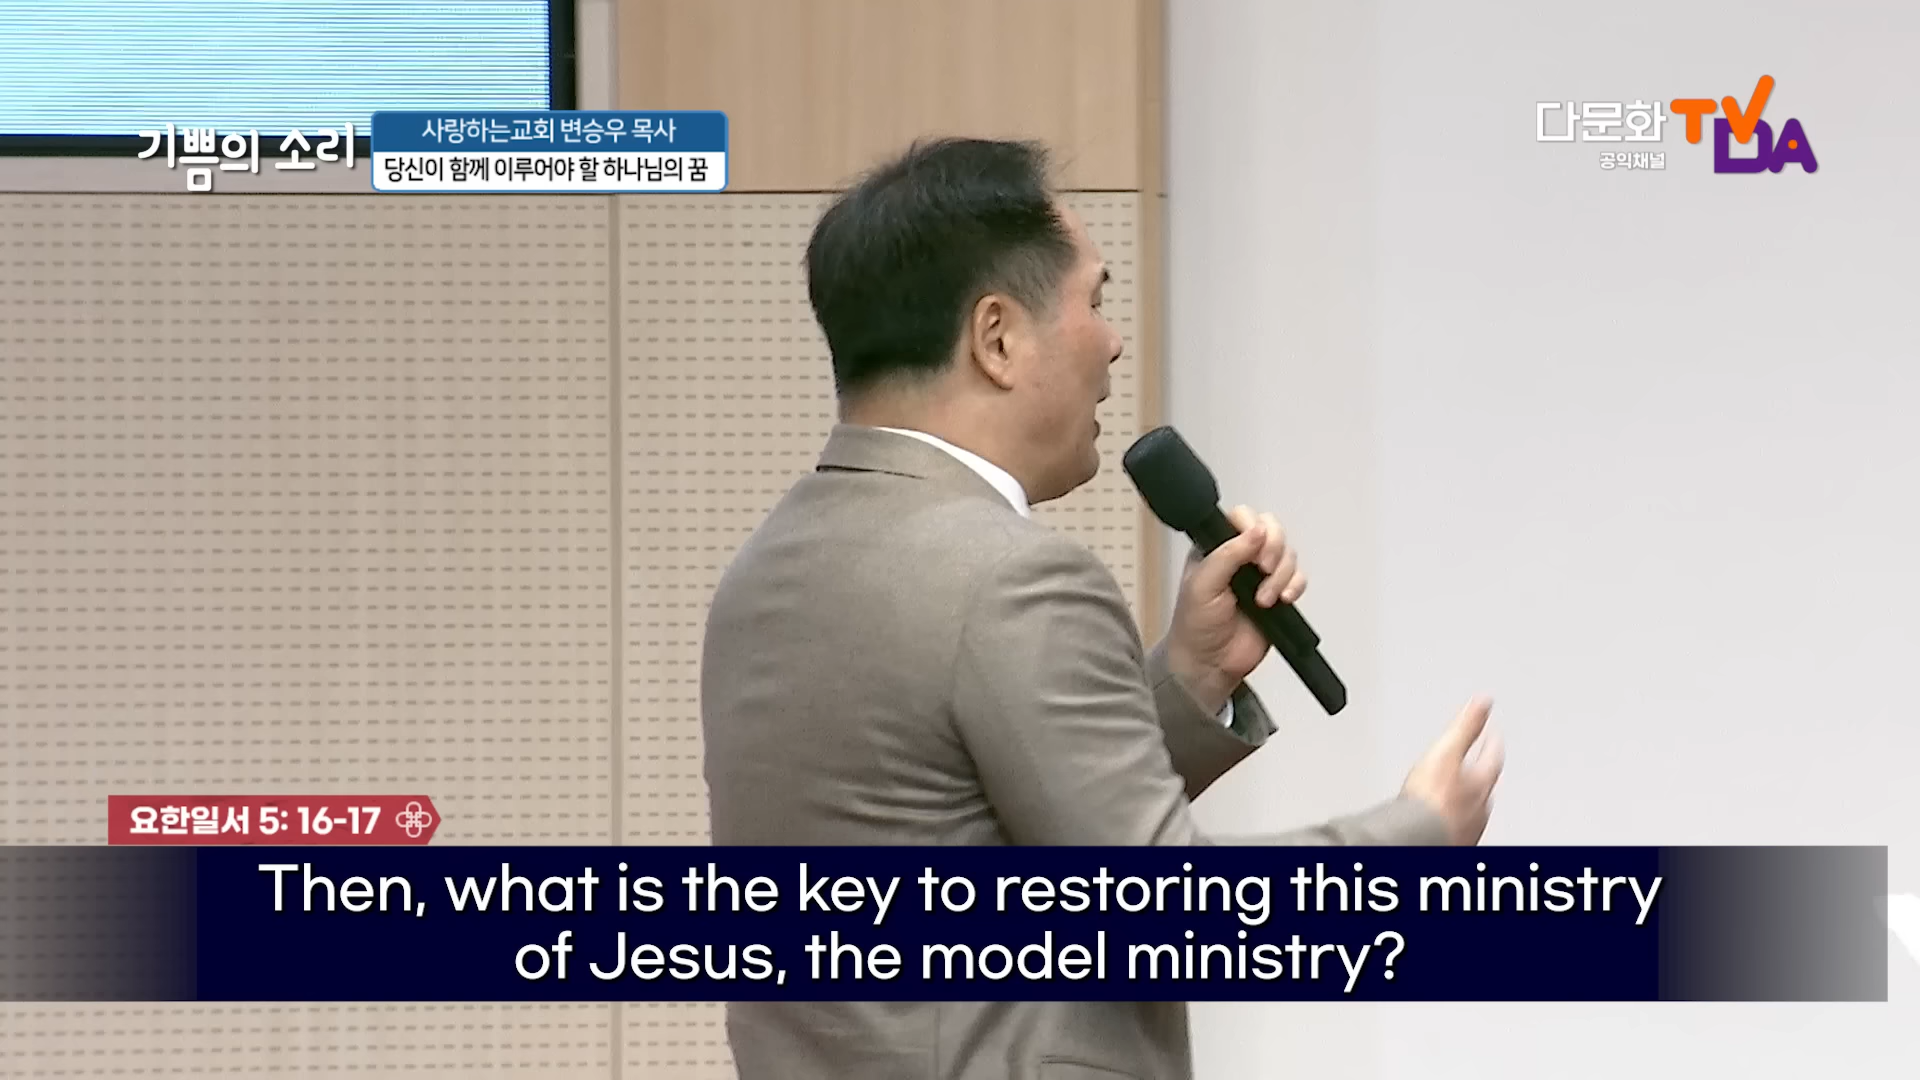 기쁨의 소리
사랑하는교회 변승우 목사
당신이 함께 이루어야 할 하나님의 꿈
다문화 TV
공익채널 DA
요한일서 5: 16-17
Then, what is the key to restoring this ministry
of Jesus, the model ministry?